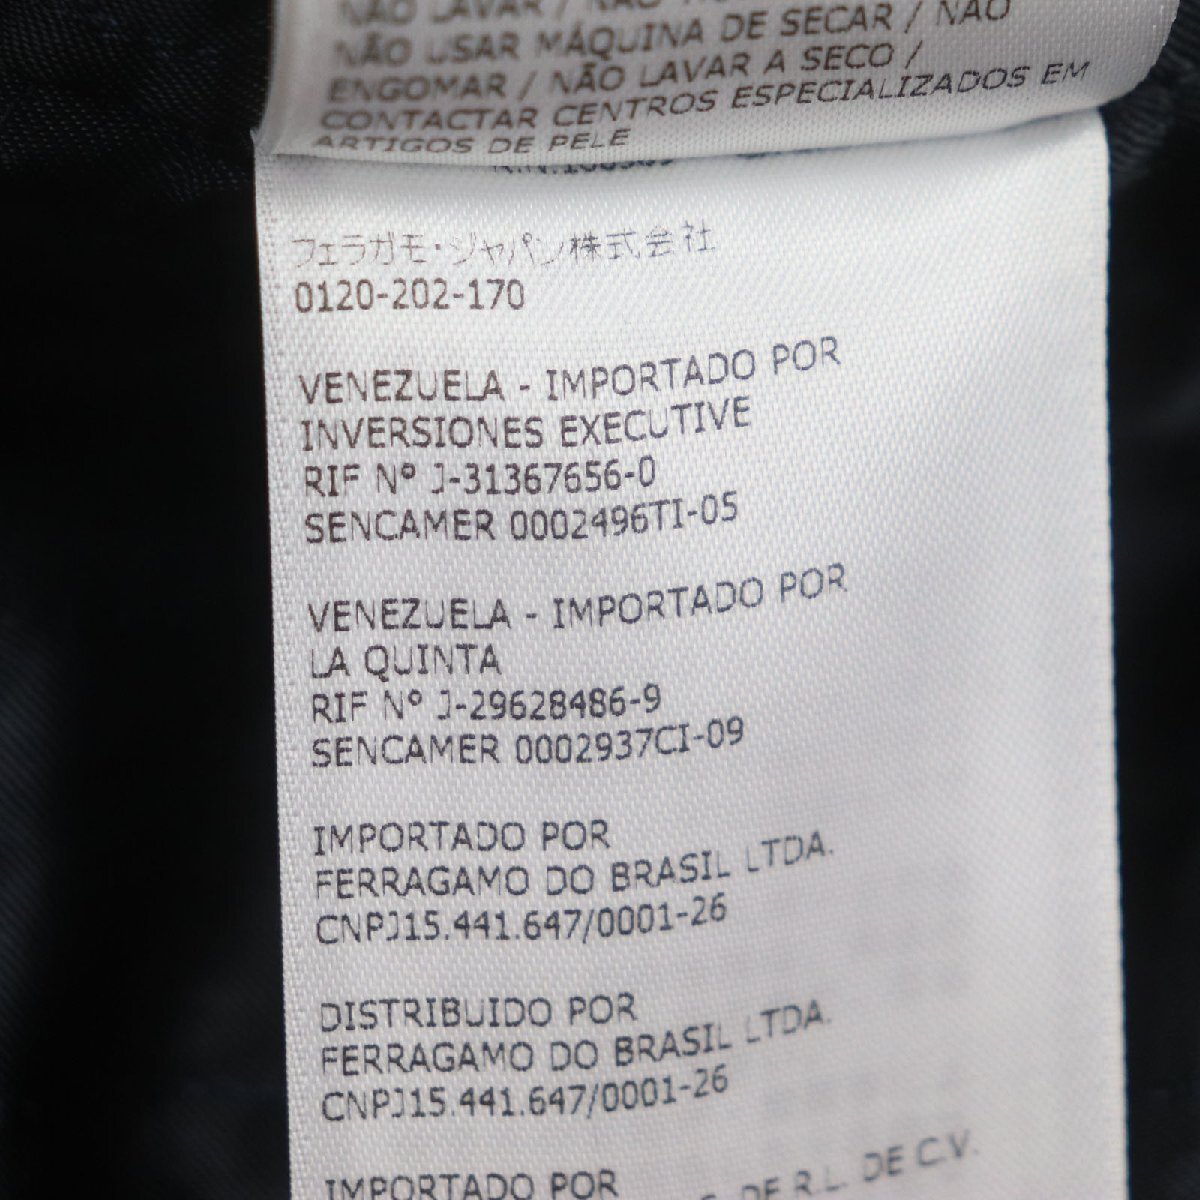 NÃO LAVAR / NÃO
NÃO USAR MÁQUINA DE SECAR / NÃO
ENGOMAR / NÃO LAVAR A SECO /
CONTACTAR CENTROS ESPECIALIZADOS EM
ARTIGOS DE PELE
フェラガモ・ジャパン株式会社
0120-202-170
VENEZUELA - IMPORTADO POR
INVERSIONES EXECUTIVE
RIF Nº J-31367656-0
SENCAMER 0002496TI-05
VENEZUELA - IMPORTADO POR
LA QUINTA
RIF Nº J-29628486-9
SENCAMER 0002937CI-09
IMPORTADO POR
FERRAGAMO DO BRASIL LTDA.
CNPJ15.441.647/0001-26
DISTRIBUIDO POR
FERRAGAMO DO BRASIL LTDA.
CNPJ15.441.647/0001-26
IMPORTADO POR
DE R.L. DE C.V.